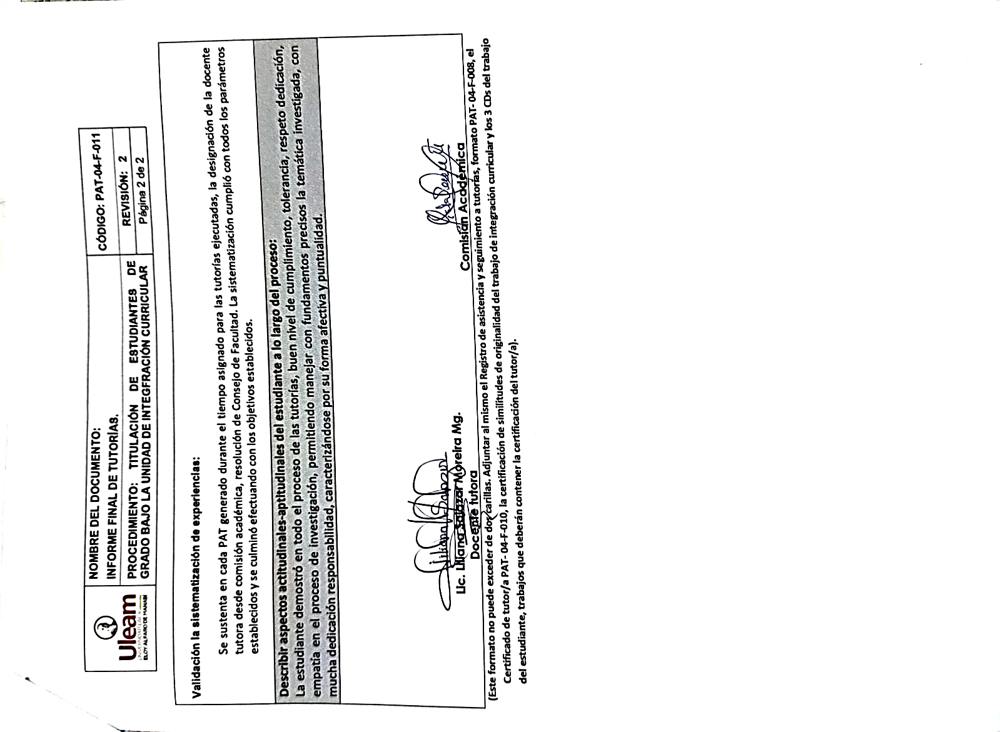 Uleam
ELOY ALFARO DE MANABÍ
NOMBRE DEL DOCUMENTO:
INFORME FINAL DE TUTORÍAS.
CÓDIGO: PAT-04-F-011
PROCEDIMIENTO: TITULACIÓN DE ESTUDIANTES DE
GRADO BAJO LA UNIDAD DE INTEGFRACIÓN CURRICULAR
REVISIÓN: 2
Página 2 de 2
Validación la sistematización de experiencias:
Se sustenta en cada PAT generado durante el tiempo asignado para las tutorías ejecutadas, la designación de la docente
tutora desde comisión académica, resolución de Consejo de Facultad. La sistematización cumplió con todos los parámetros
establecidos y se culminó efectuando con los objetivos establecidos.
Describir aspectos actitudinales-aptitudinales del estudiante a lo largo del proceso:
La estudiante demostró en todo el proceso de las tutorías, buen nivel de cumplimiento, tolerancia, respeto dedicación,
empatía en el proceso de investigación, permitiendo manejar con fundamentos precisos la temática investigada, con
mucha dedicación responsabilidad, caracterizándose por su forma afectiva y puntualidad.
Lic. Liliana Salazar Moreira Mg.
Docente tutora
Comisión Académica
(Este formato no puede exceder de dos carillas. Adjuntar al mismo el Registro de asistencia y seguimiento a tutorías, formato PAT- 04-F-008, el
Certificado de tutor/a PAT- 04-F-010, la certificación de similitudes de originalidad del trabajo de integración curricular y los 3 CDs del trabajo
del estudiante, trabajos que deberán contener la certificación del tutor/a).